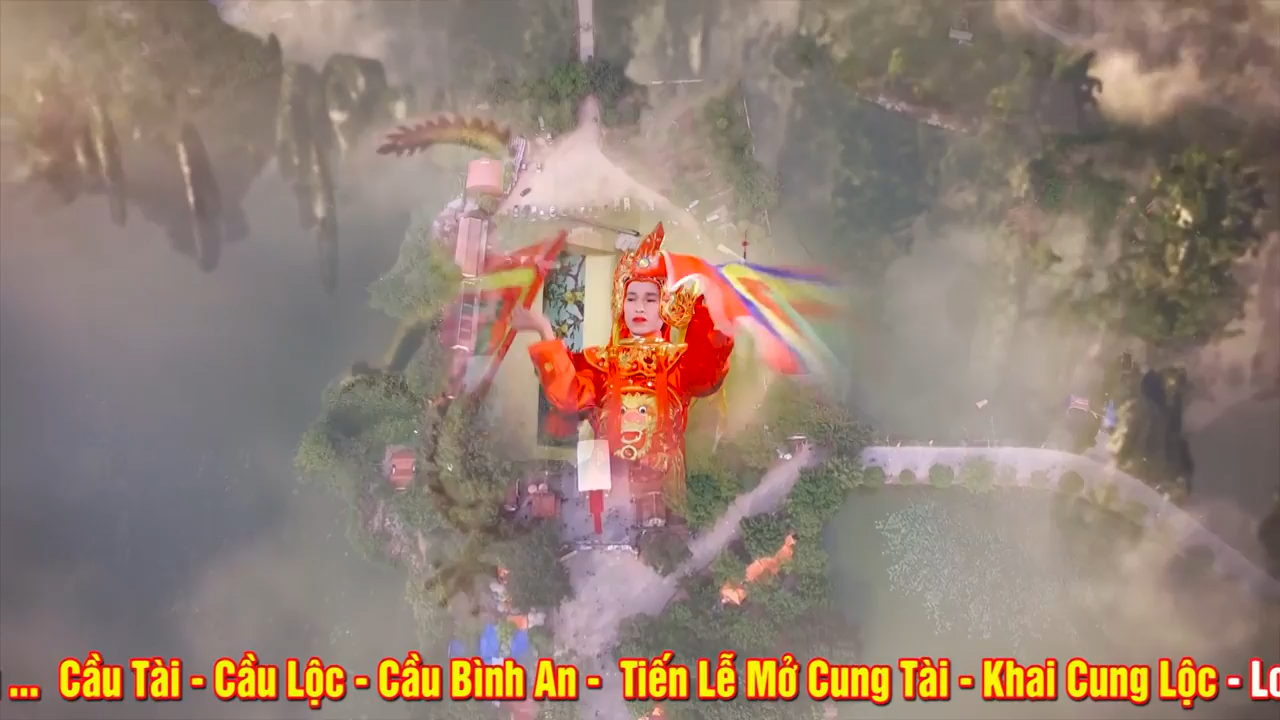 ... Cầu Tài - Cầu Lộc - Cầu Bình An - Tiến Lễ Mở Cung Tài - Khai Cung Lộc -